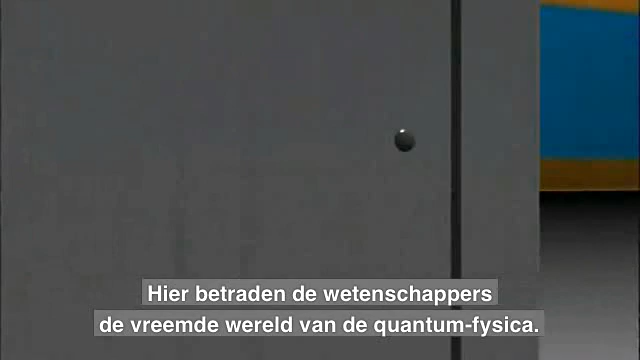 Hier betraden de wetenschappers
de vreemde wereld van de quantum-fysica.